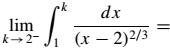 lim_{k→2-} ∫_1^k dx / (x − 2)^{2/3} =